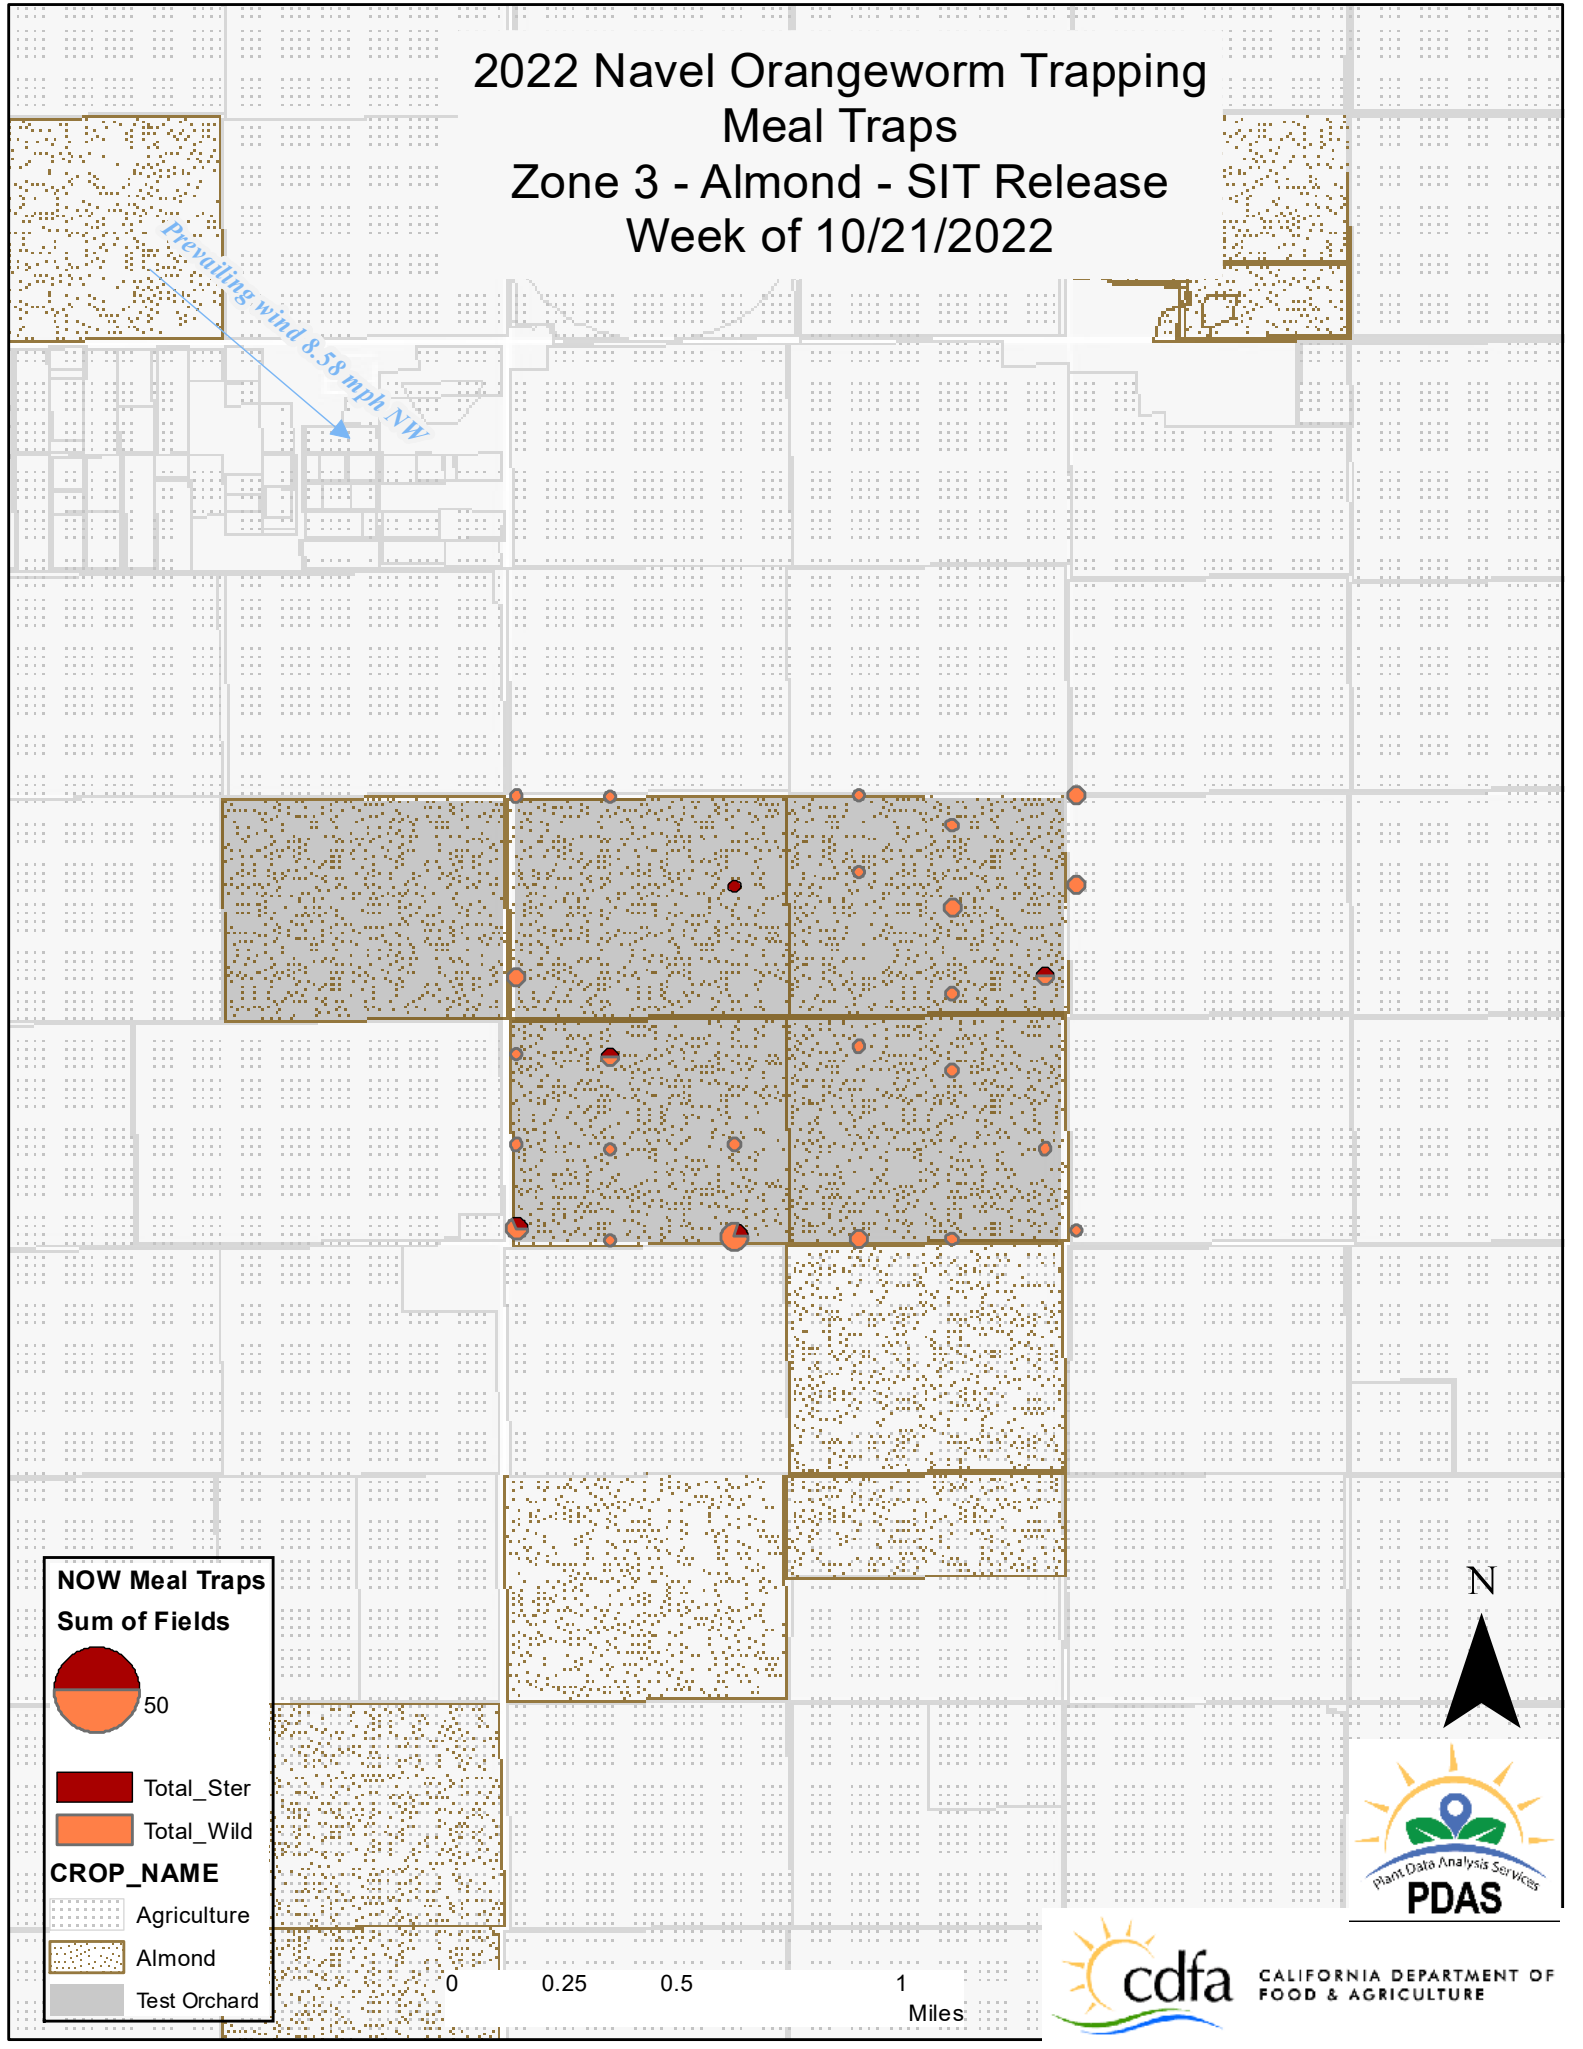 2022 Navel Orangeworm Trapping
Meal Traps
Zone 3 - Almond - SIT Release
Week of 10/21/2022
Prevailing wind 8.58 mph NW
NOW Meal Traps
Sum of Fields
50
Total_Ster
Total_Wild
CROP_NAME
Agriculture
Almond
Test Orchard
0 0.25 0.5 1
Miles
N
Plant Data Analysis Services
PDAS
cdfa
CALIFORNIA DEPARTMENT OF
FOOD & AGRICULTURE